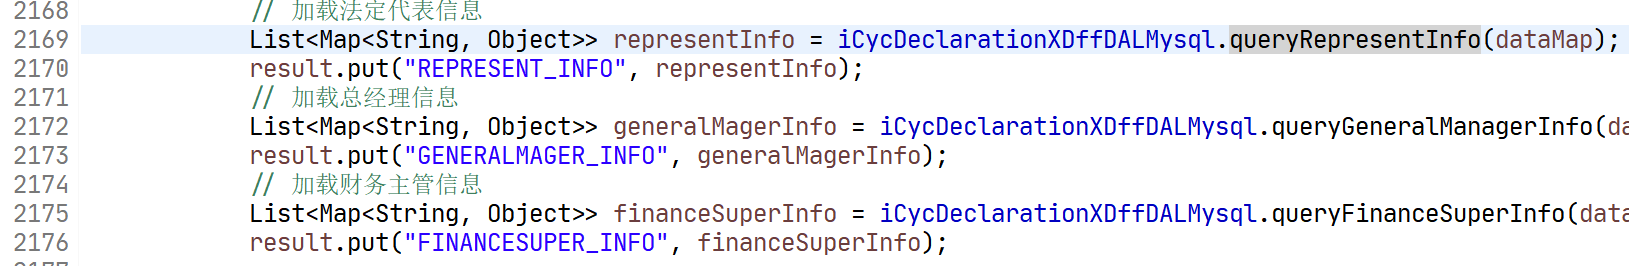 2168 // 加载法定代表信息
2169 List<Map<String, Object>> representInfo = iCycDeclarationXDffDALMysql.queryRepresentInfo(dataMap);
2170 result.put("REPRESENT_INFO", representInfo);
2171 // 加载总经理信息
2172 List<Map<String, Object>> generalMagerInfo = iCycDeclarationXDffDALMysql.queryGeneralManagerInfo(da
2173 result.put("GENERALMAGER_INFO", generalMagerInfo);
2174 // 加载财务主管信息
2175 List<Map<String, Object>> financeSuperInfo = iCycDeclarationXDffDALMysql.queryFinanceSuperInfo(data
2176 result.put("FINANCESUPER_INFO", financeSuperInfo);